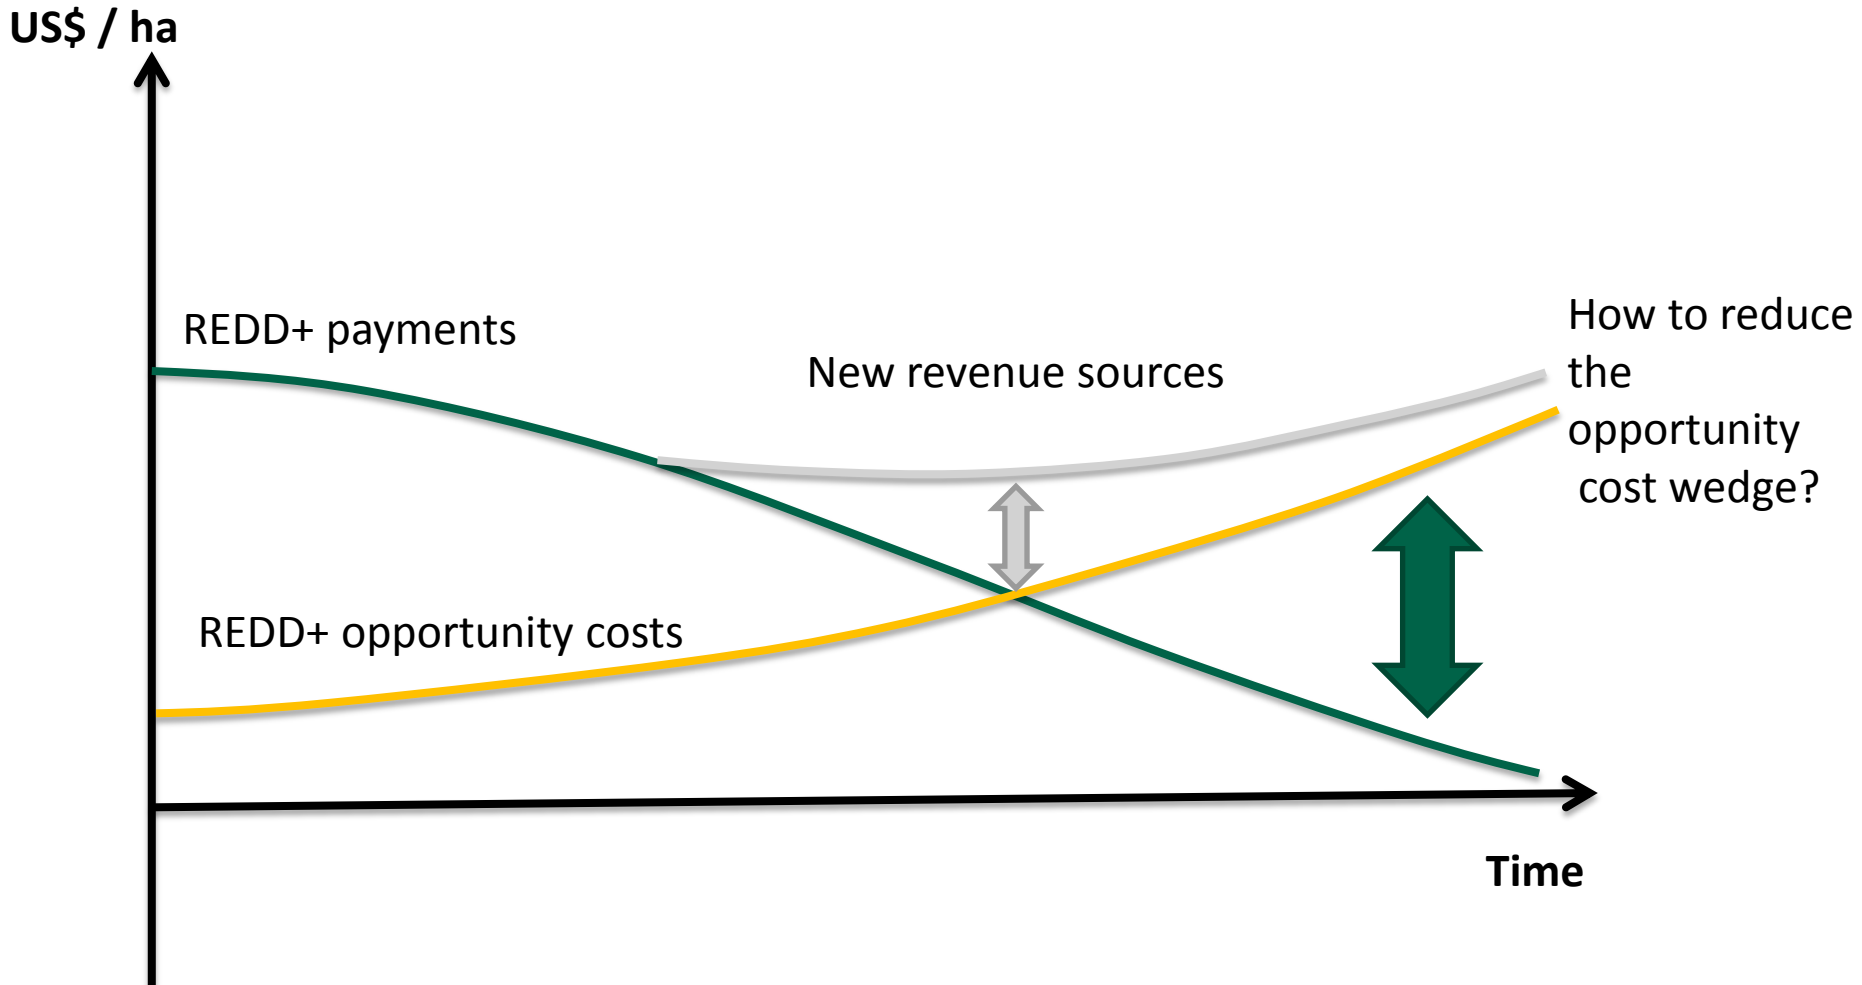 US$ / ha
REDD+ payments
New revenue sources
How to reduce
the
opportunity
cost wedge?
REDD+ opportunity costs
Time